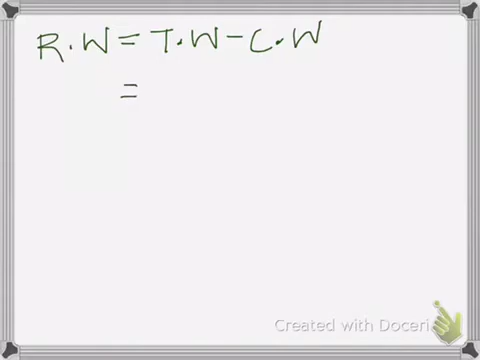 R·W = T·W - C·W
=
Created with Doceri